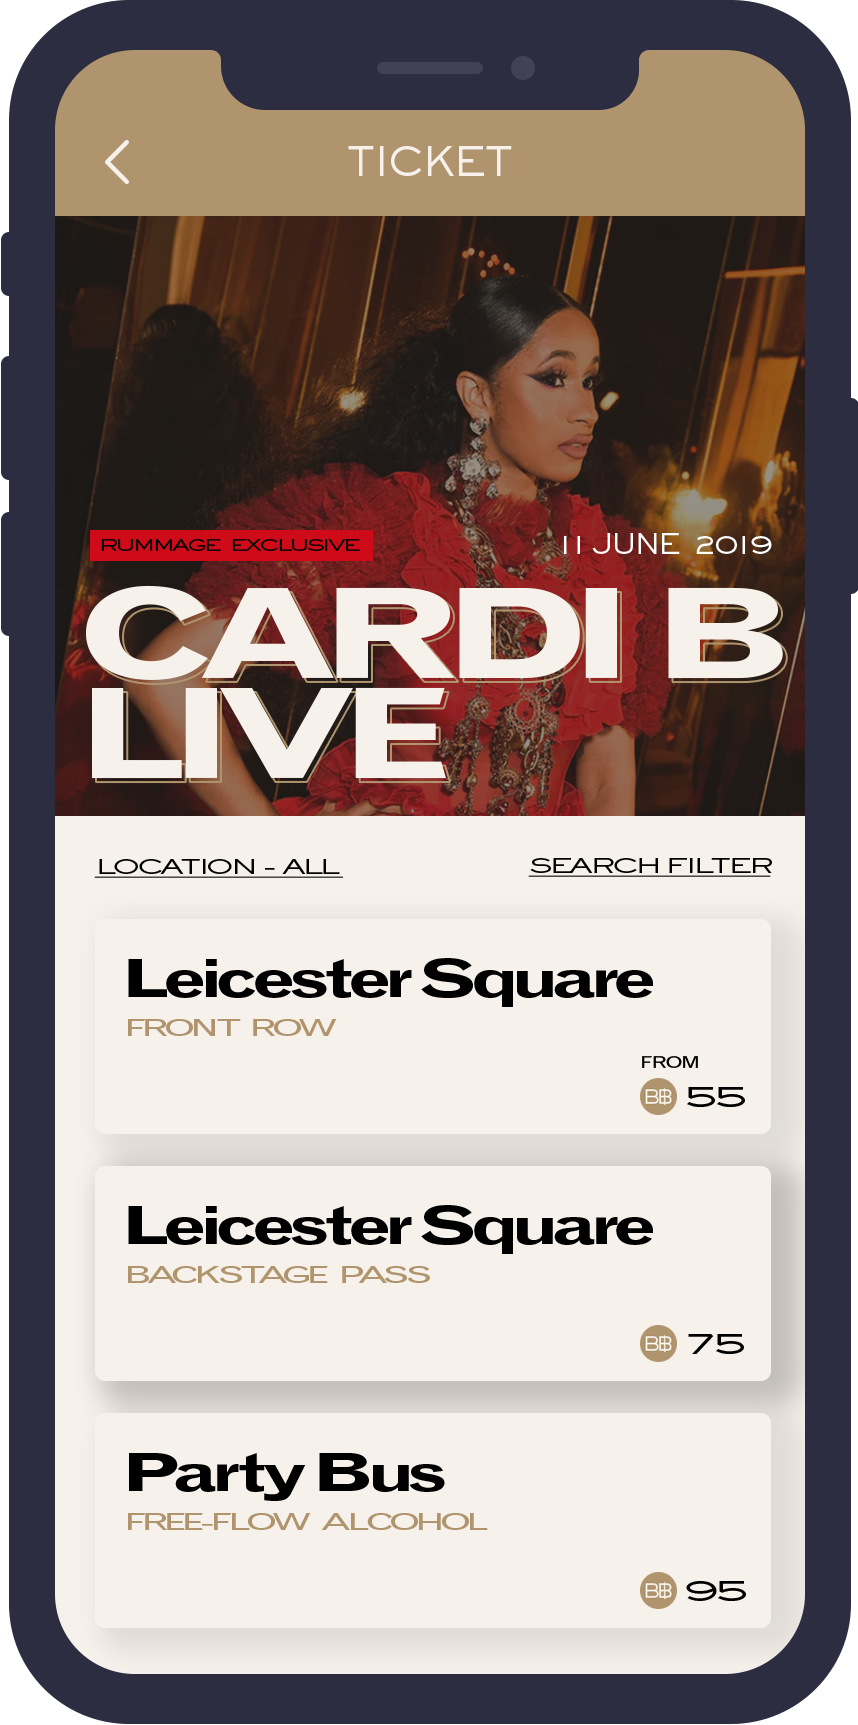 TICKET
RUMMAGE EXCLUSIVE
11 JUNE 2019
CARDI B
LIVE
LOCATION - ALL
SEARCH FILTER
Leicester Square
FRONT ROW
FROM
BB 55
Leicester Square
BACKSTAGE PASS
BB 75
Party Bus
FREE-FLOW ALCOHOL
BB 95